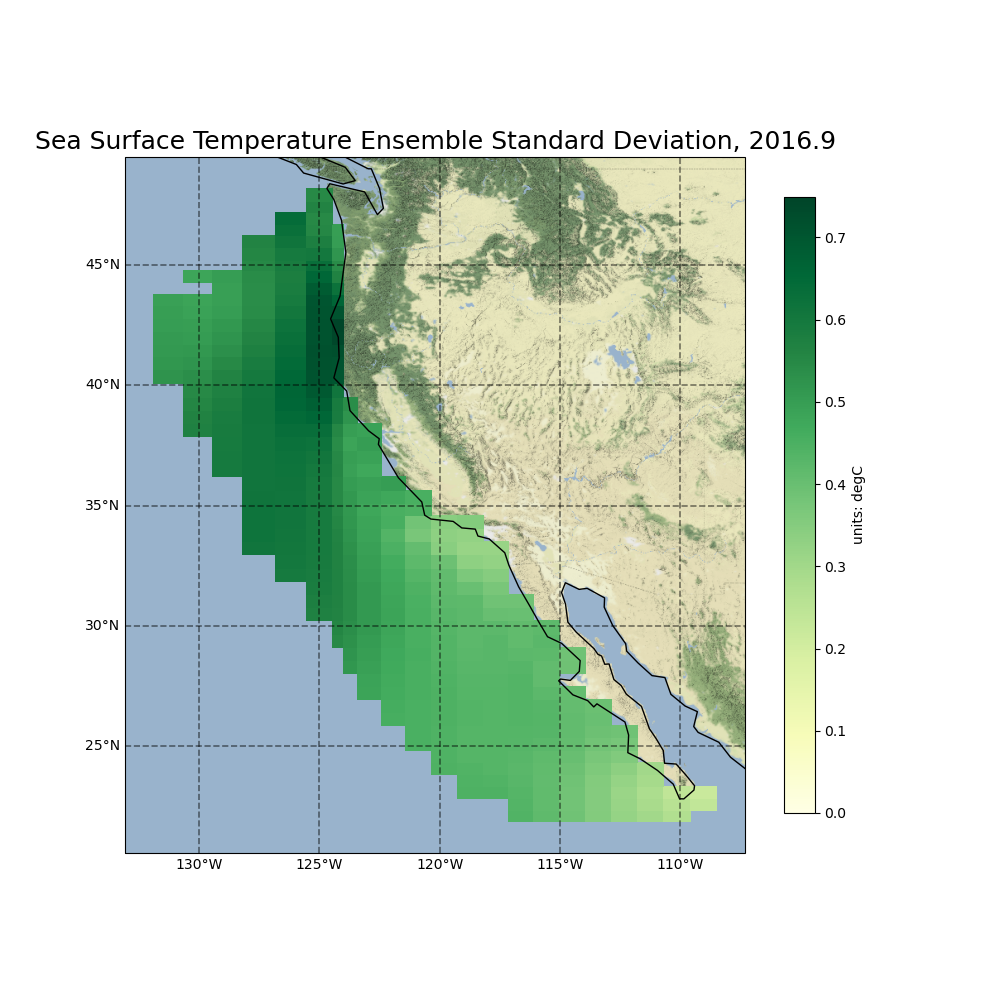 Sea Surface Temperature Ensemble Standard Deviation, 2016.9
45°N
40°N
35°N
30°N
25°N
130°W
125°W
120°W
115°W
110°W
0.7
0.6
0.5
0.4
0.3
0.2
0.1
0.0
units: degC